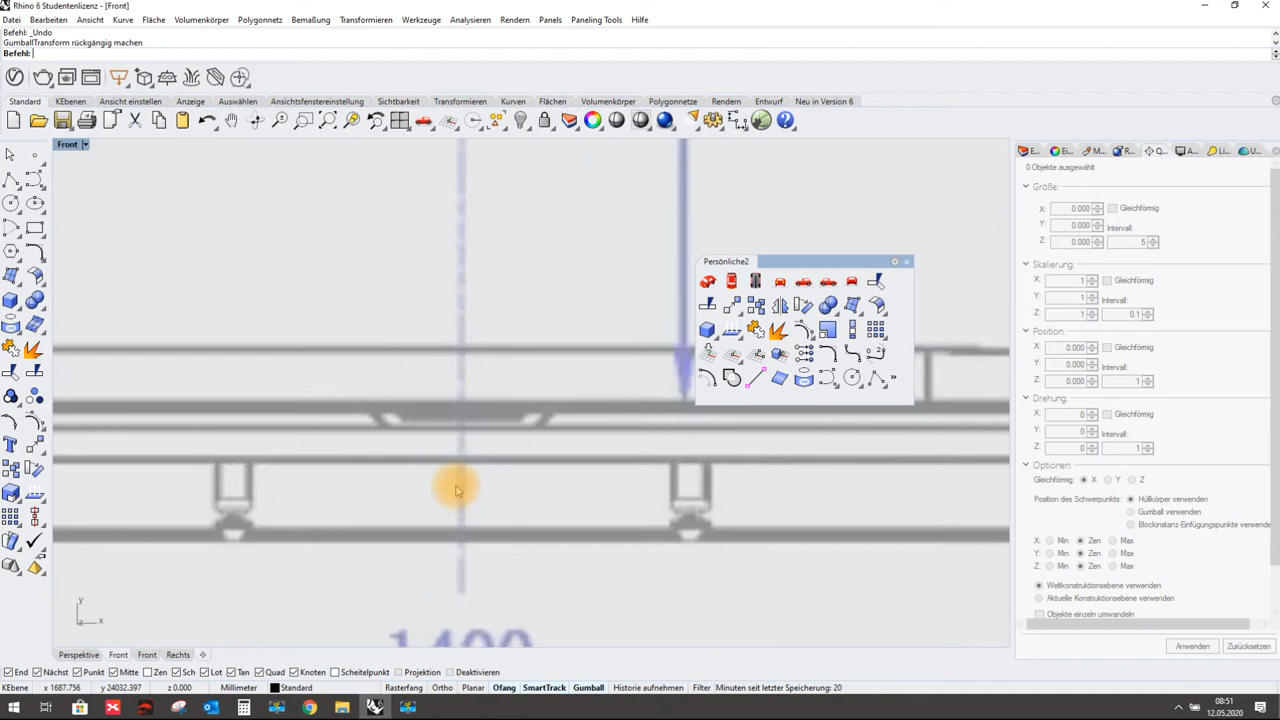 Rhino 6 Studentenlizenz - [Front]
Datei Bearbeiten Ansicht Kurve Fläche Volumenkörper Polygonnetz Bemaßung Transformieren Werkzeuge Analysieren Rendern Panels Paneling Tools Hilfe
Befehl: _Undo
GumballTransform rückgängig machen
Befehl:
Standard KEbenen Ansicht einstellen Anzeige Auswählen Ansichtsfenstereinstellung Sichtbarkeit Transformieren Kurven Flächen Volumenkörper Polygonnetze Rendern Entwurf Neu in Version 6
Front
E... Ei... M... R... Q... A... Li... U...
0 Objekte ausgewählt
Größe:
X: 0.000 Gleichförmig
Y: 0.000 Intervall:
Z: 0.000 5
Skalierung:
X: 1 Gleichförmig
Y: 1 Intervall:
Z: 1 0.1
Position:
X: 0.000 Gleichförmig
Y: 0.000 Intervall:
Z: 0.000 1
Drehung:
X: 0 Gleichförmig
Y: 0 Intervall:
Z: 0 1
Optionen:
Gleichförmig: X Y Z
Position des Schwerpunkts: Hüllkörper verwenden
Gumball verwenden
Blockinstanz-Einfügungspunkte verwende
X: Min Zen Max
Y: Min Zen Max
Z: Min Zen Max
Weltkonstruktionsebene verwenden
Aktuelle Konstruktionsebene verwenden
Objekte einzeln umwandeln
Anwenden Zurücksetzen
Persönliche2
1400
y
z x
Perspektive Front Front Rechts
End Nächst Punkt Mitte Zen Sch Lot Tan Quad Knoten Scheitelpunkt Projektion Deaktivieren
KEbene x 1687.756 y 24032.397 z 0.000 Millimeter Standard Rasterfang Ortho Planar Ofang SmartTrack Gumball Historie aufnehmen Filter Minuten seit letzter Speicherung: 20
08:51
12.05.2020